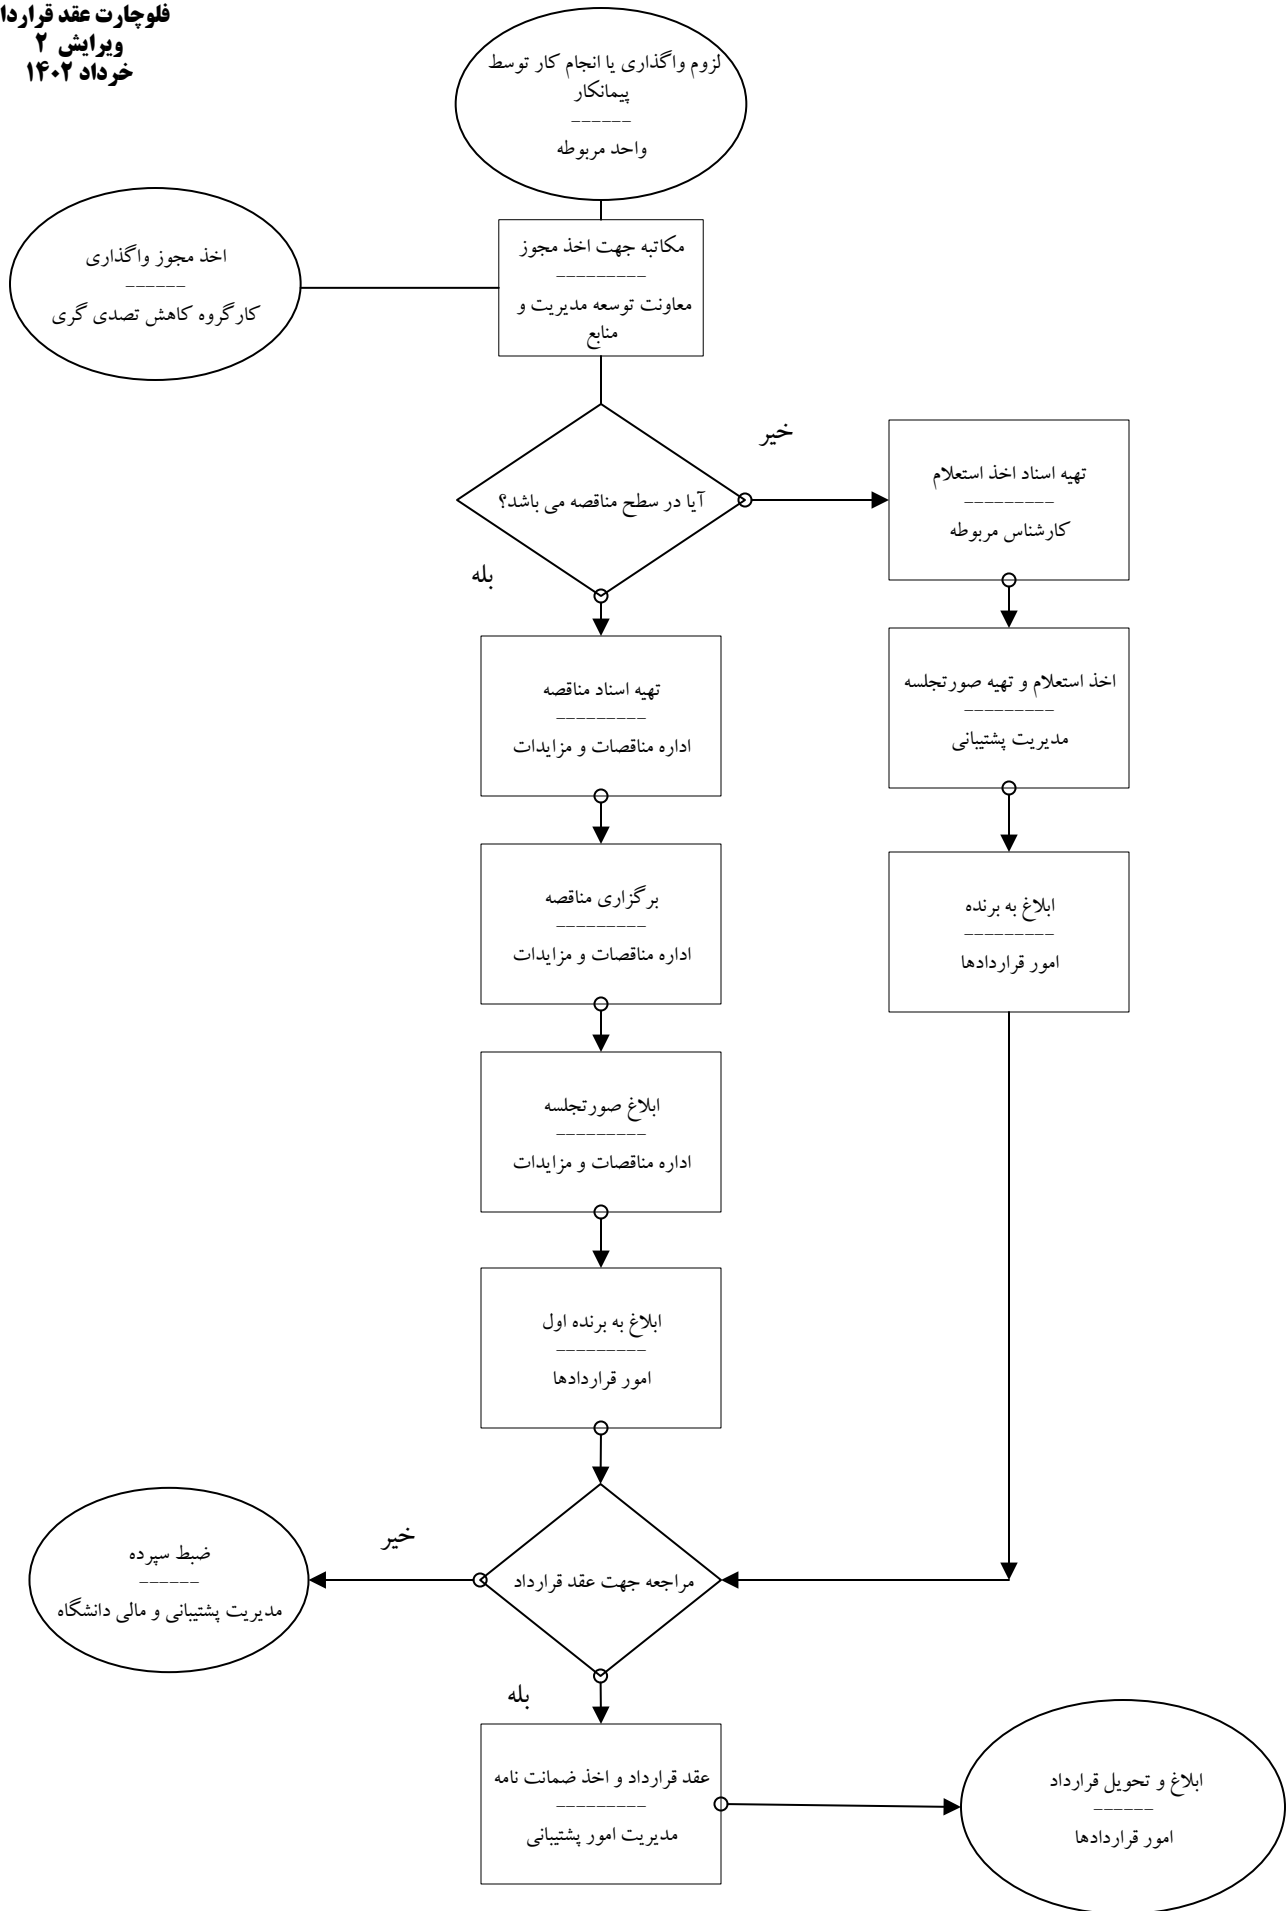 فلوچارت عقد قراردا
ویرایش ۲
خرداد ۱۴۰۲
لزوم واگذاری یا انجام کار توسط
پیمانکار
------
واحد مربوطه
مکاتبه جهت اخذ مجوز
---------
معاونت توسعه مدیریت و
منابع
اخذ مجوز واگذاری
------
کارگروه کاهش تصدی گری
آیا در سطح مناقصه می باشد؟
خیر
بله
تهیه اسناد اخذ استعلام
---------
کارشناس مربوطه
اخذ استعلام و تهیه صورتجلسه
---------
مدیریت پشتیبانی
ابلاغ به برنده
---------
امور قراردادها
تهیه اسناد مناقصه
---------
اداره مناقصات و مزایدات
برگزاری مناقصه
---------
اداره مناقصات و مزایدات
ابلاغ صورتجلسه
---------
اداره مناقصات و مزایدات
ابلاغ به برنده اول
---------
امور قراردادها
مراجعه جهت عقد قرارداد
خیر
ضبط سپرده
------
مدیریت پشتیبانی و مالی دانشگاه
بله
عقد قرارداد و اخذ ضمانت نامه
---------
مدیریت امور پشتیبانی
ابلاغ و تحویل قرارداد
------
امور قراردادها